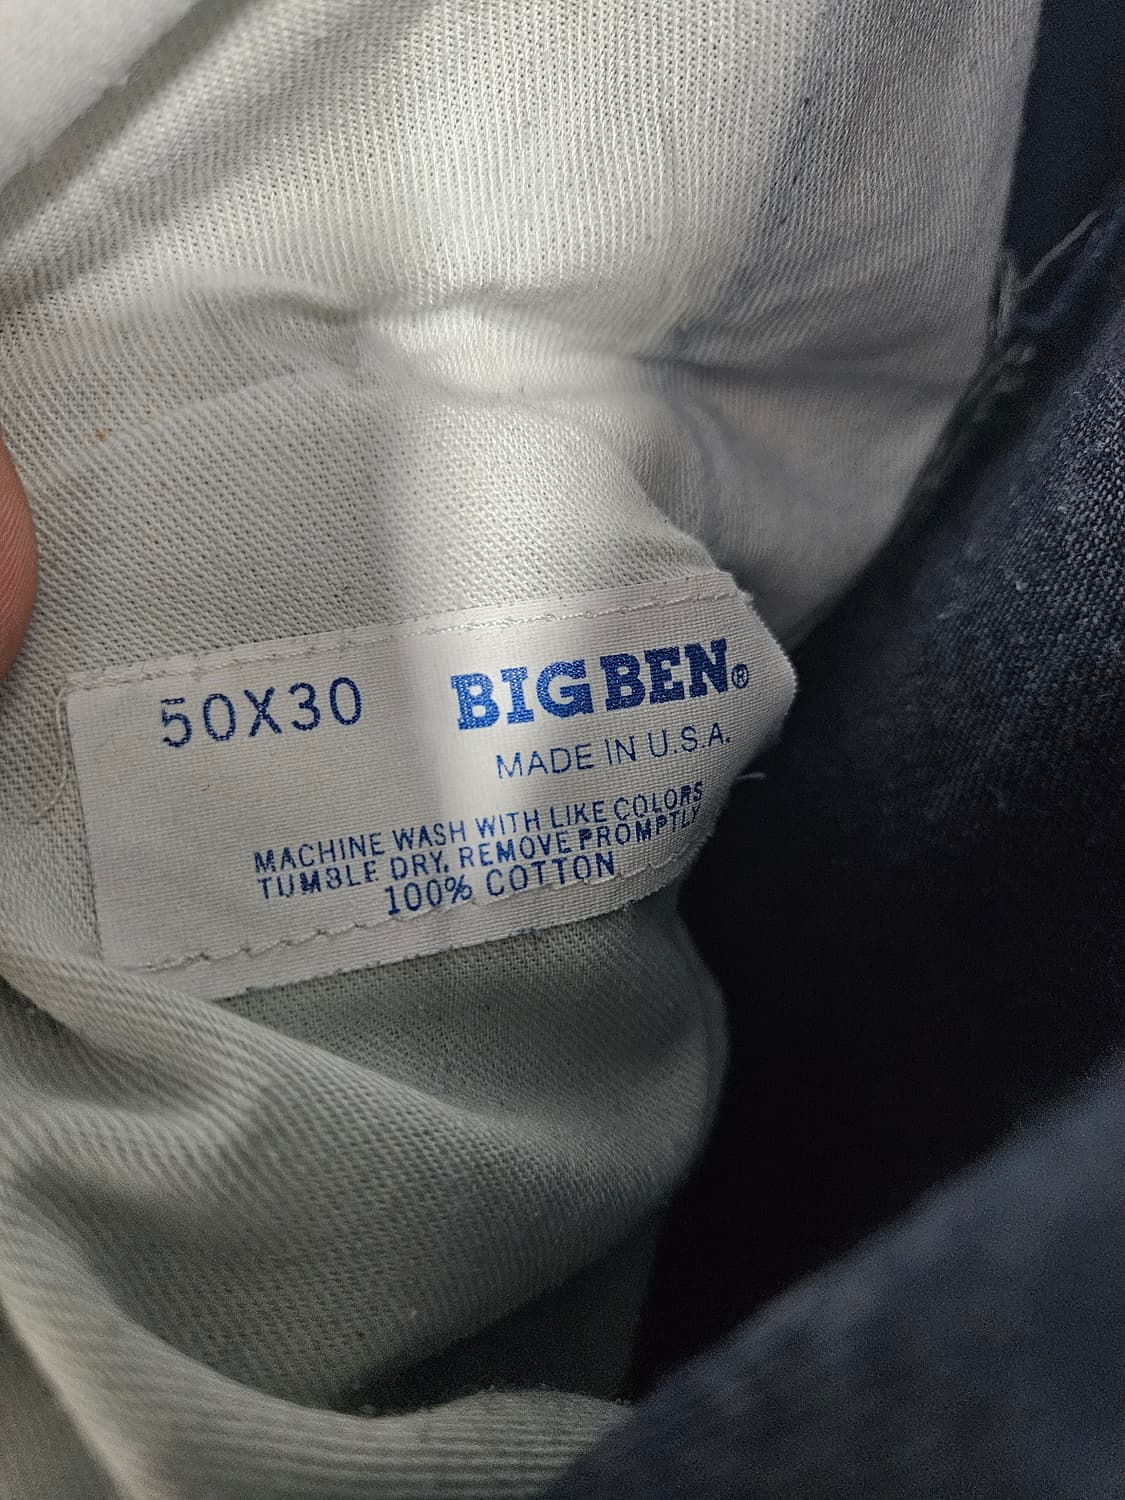 50X30 BIG BEN®
MADE IN U.S.A.
MACHINE WASH WITH LIKE COLORS
TUMBLE DRY, REMOVE PROMPTLY
100% COTTON